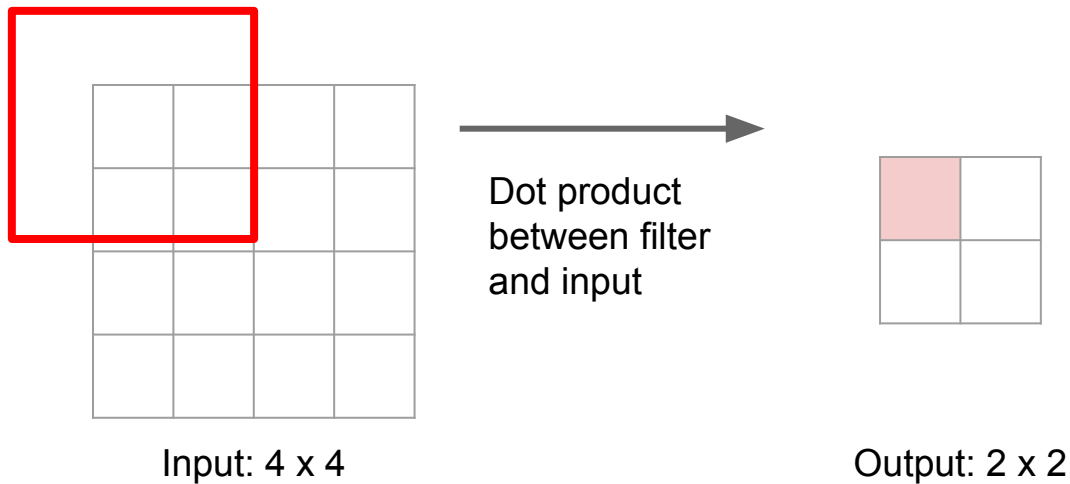 Dot product
between filter
and input
Input: 4 x 4
Output: 2 x 2